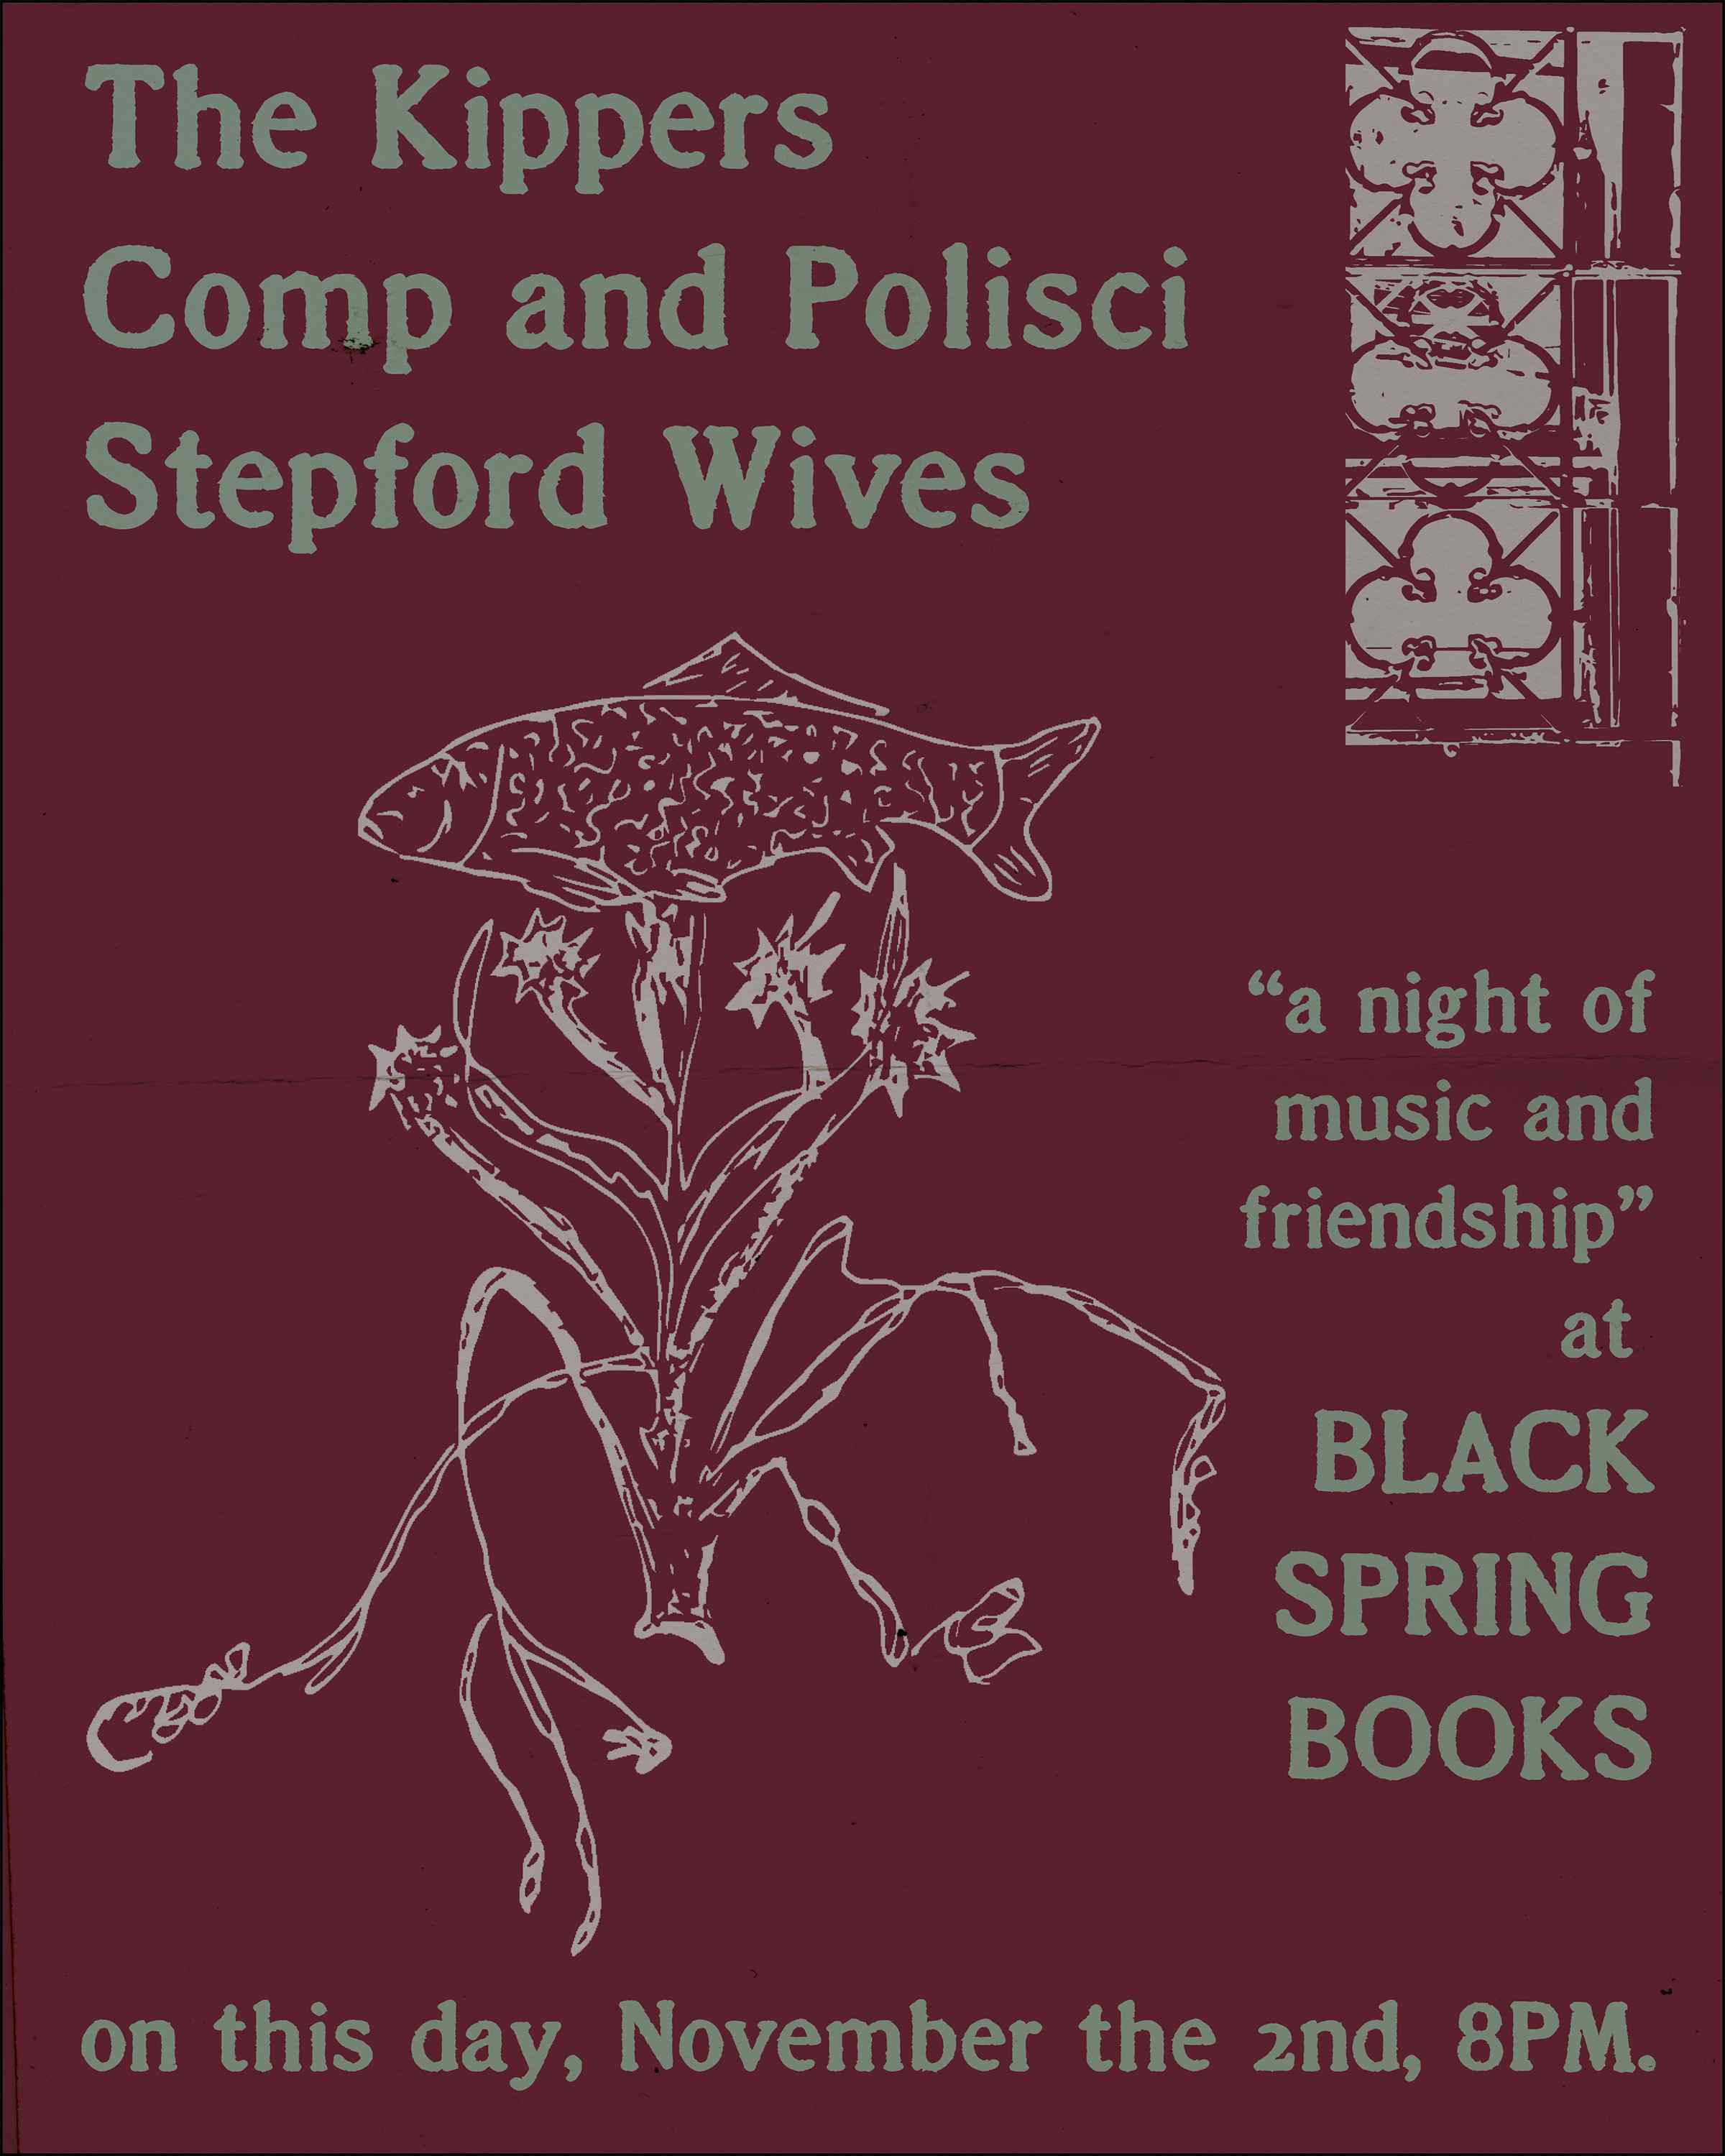 The Kippers
Comp and Polisci
Stepford Wives
“a night of
music and
friendship”
at
BLACK
SPRING
BOOKS
on this day, November the 2nd, 8PM.